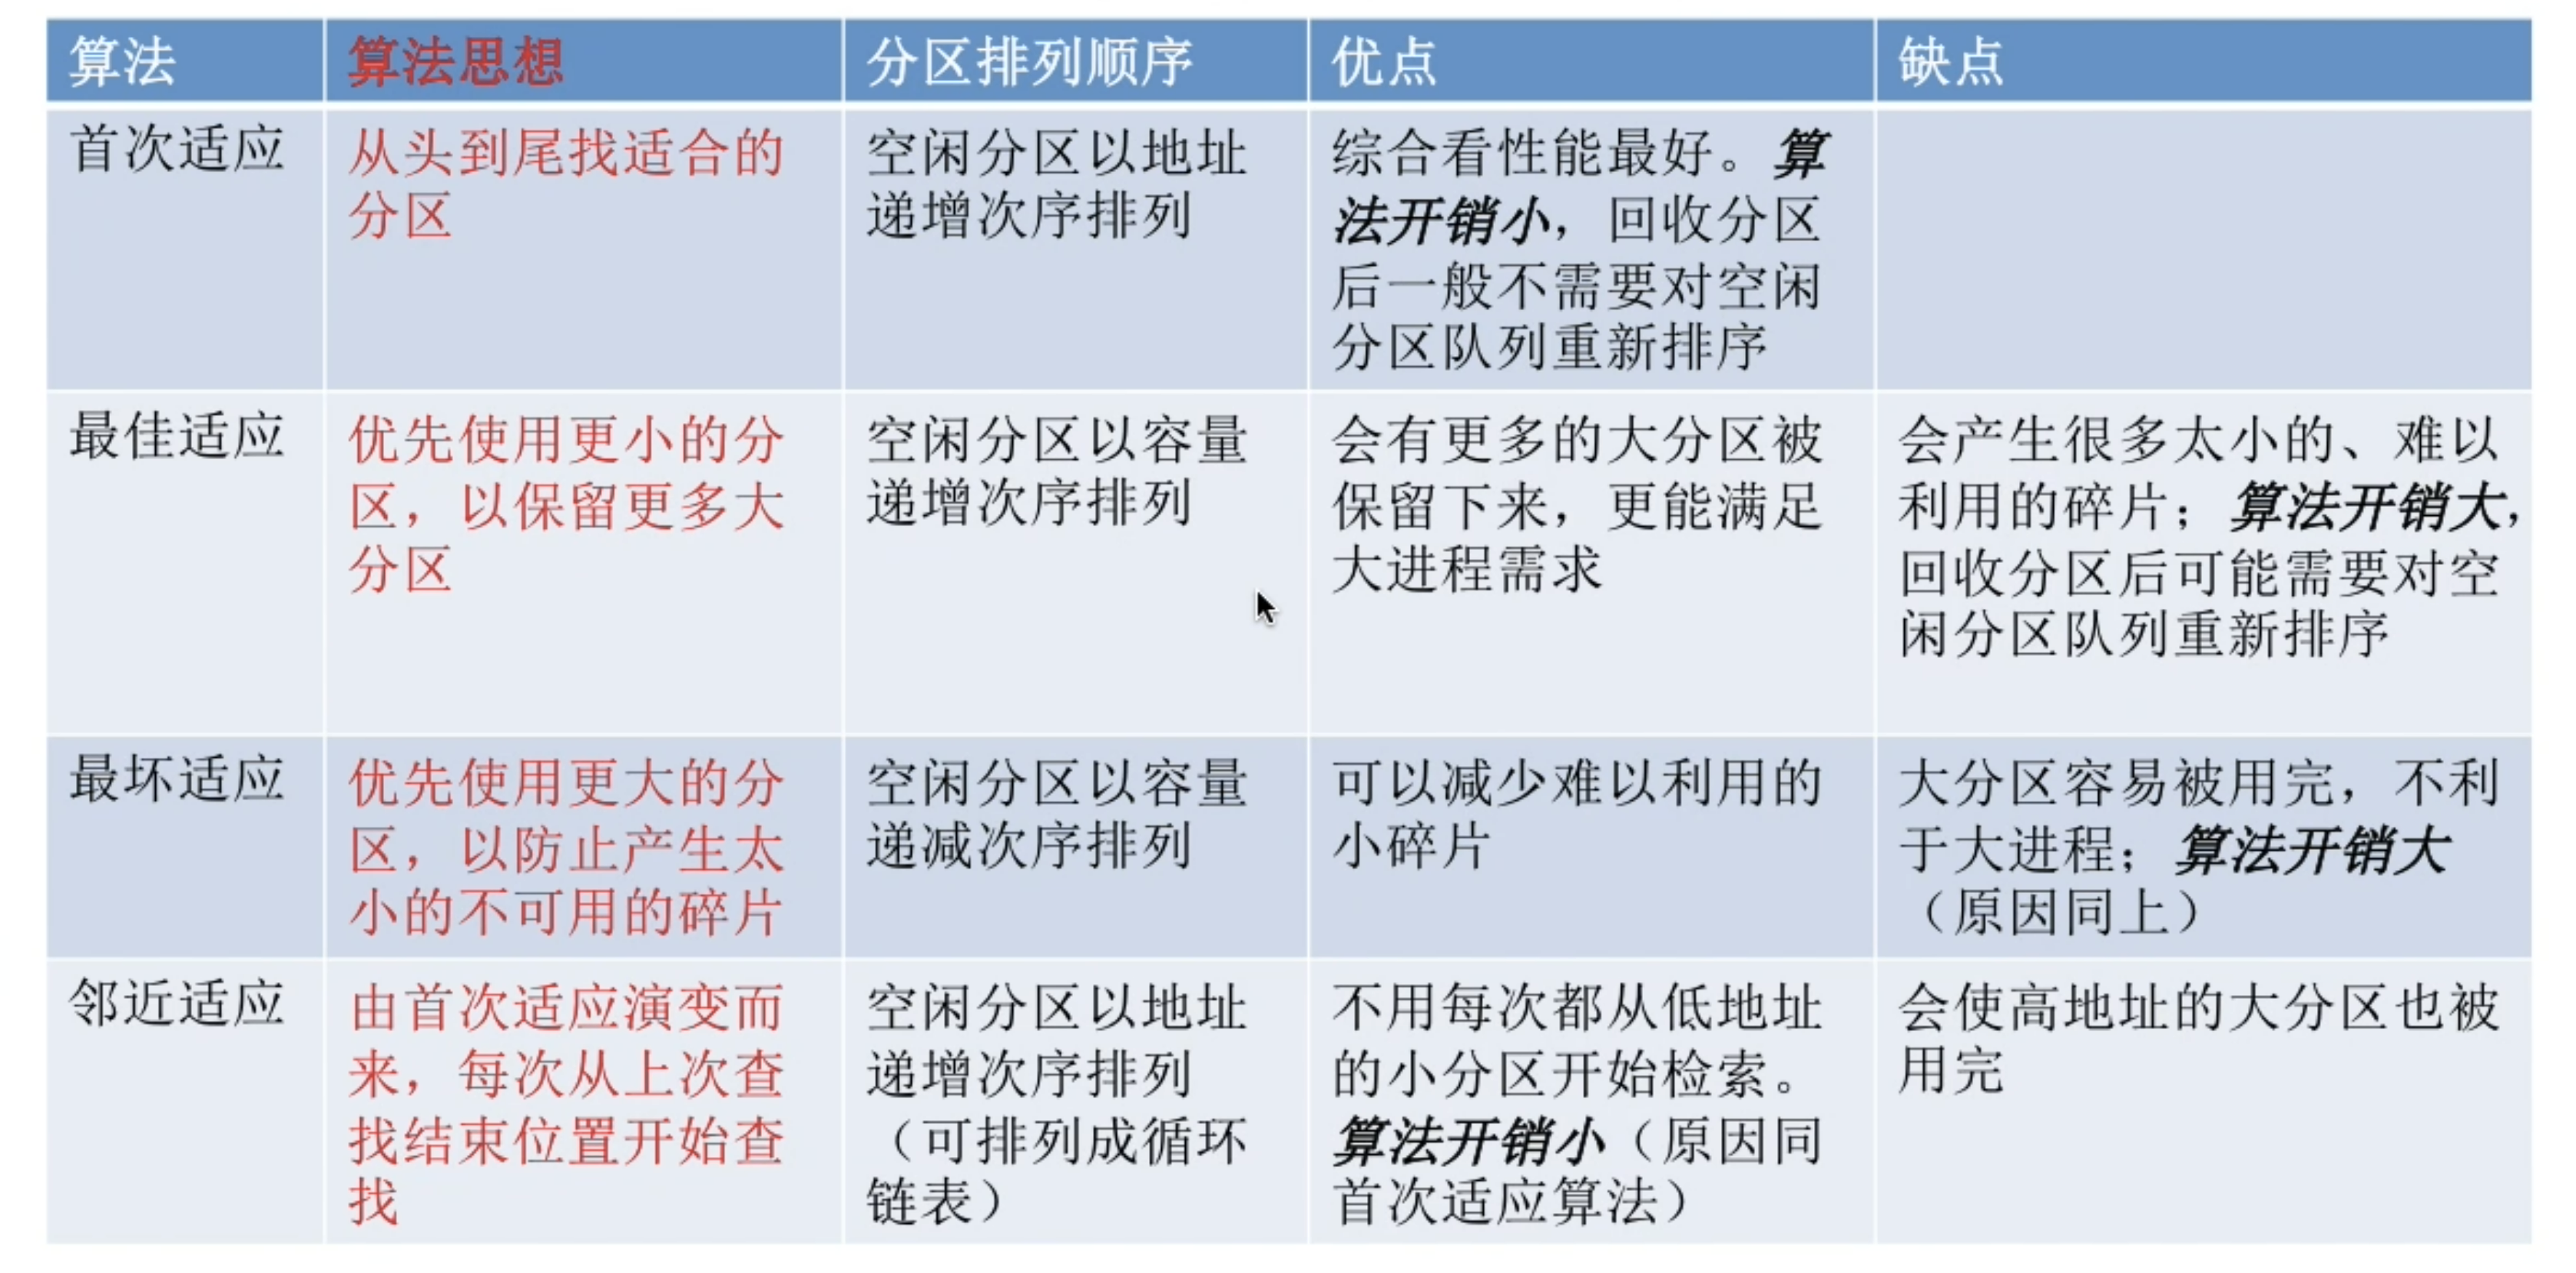 算法
算法思想
分区排列顺序
优点
缺点
首次适应
从头到尾找适合的
分区
空闲分区以地址
递增次序排列
综合看性能最好。算
法开销小，回收分区
后一般不需要对空闲
分区队列重新排序
最佳适应
优先使用更小的分
区，以保留更多大
分区
空闲分区以容量
递增次序排列
会有更多的大分区被
保留下来，更能满足
大进程需求
会产生很多太小的、难以
利用的碎片；算法开销大，
回收分区后可能需要对空
闲分区队列重新排序
最坏适应
优先使用更大的分
区，以防止产生太
小的不可用的碎片
空闲分区以容量
递减次序排列
可以减少难以利用的
小碎片
大分区容易被用完，不利
于大进程；算法开销大
（原因同上）
邻近适应
由首次适应演变而
来，每次从上次查
找结束位置开始查
找
空闲分区以地址
递增次序排列
（可排列成循环
链表）
不用每次都从低地址
的小分区开始检索。
算法开销小（原因同
首次适应算法）
会使高地址的大分区也被
用完